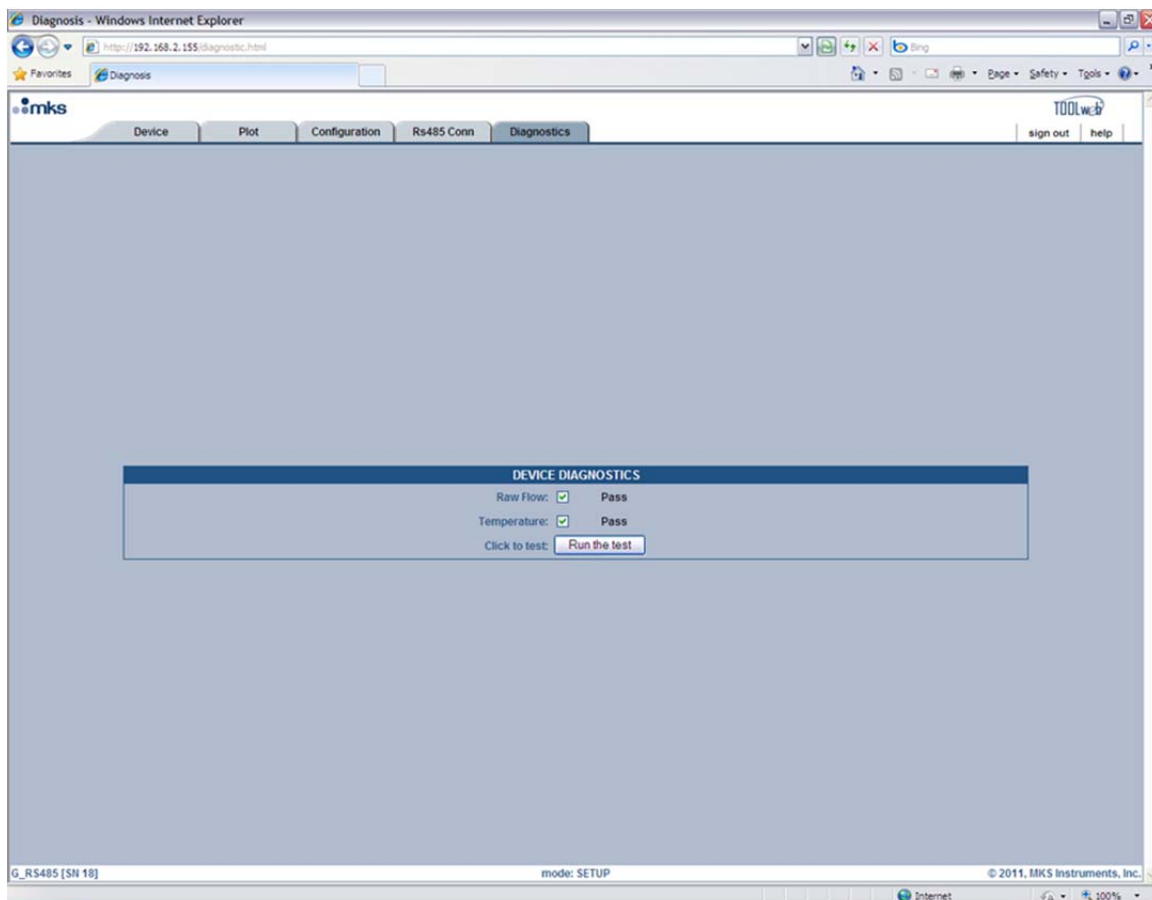 Diagnosis - Windows Internet Explorer
http://192.168.2.155/diagnostic.html
Bing
Favorites Diagnosis Page Safety Tools
mks TOOLweb
Device Plot Configuration Rs485 Conn Diagnostics sign out help
DEVICE DIAGNOSTICS
Raw Flow: Pass
Temperature: Pass
Click to test: Run the test
G_RS485 [SN 18] mode: SETUP © 2011, MKS Instruments, Inc.
Internet 100%